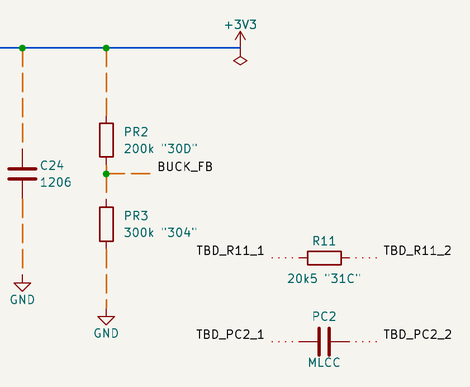 +3V3
PR2
200k "30D"
BUCK_FB
C24
1206
PR3
300k "304"
GND
GND
TBD_R11_1
R11
TBD_R11_2
20k5 "31C"
PC2
TBD_PC2_1
TBD_PC2_2
MLCC